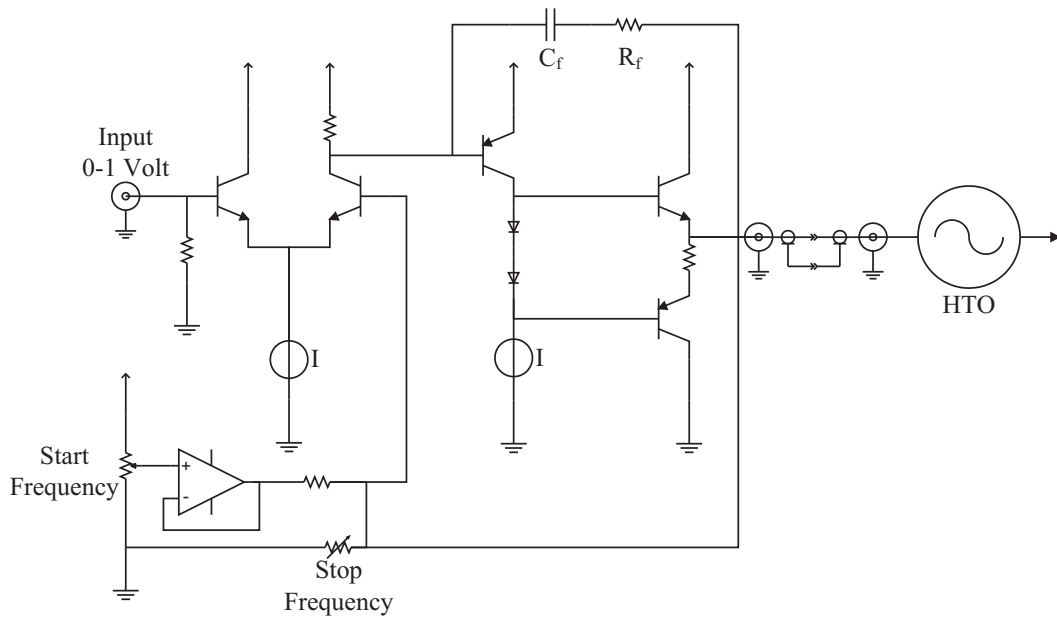 C_f
R_f
Input
0-1 Volt
I
I
HTO
Start
Frequency
+
-
Stop
Frequency